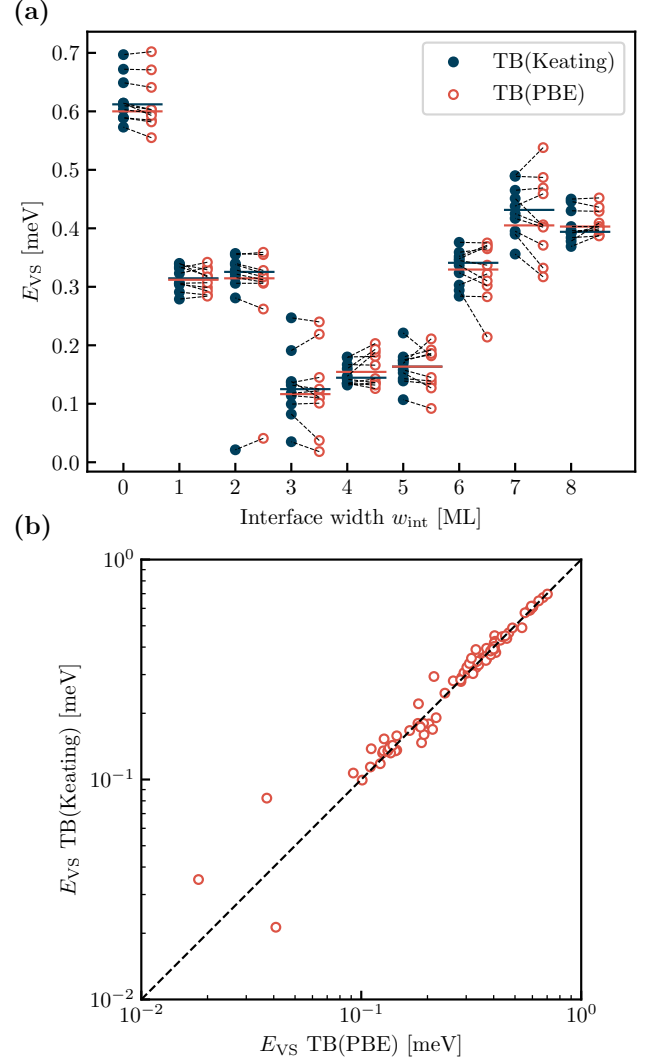 (a)
0.7
0.6
0.5
0.4
0.3
0.2
0.1
0.0
E_VS [meV]
TB(Keating)
TB(PBE)
0 1 2 3 4 5 6 7 8
Interface width w_int [ML]
(b)
10^0
10^−1
10^−2
E_VS TB(Keating) [meV]
10^−2 10^−1 10^0
E_VS TB(PBE) [meV]